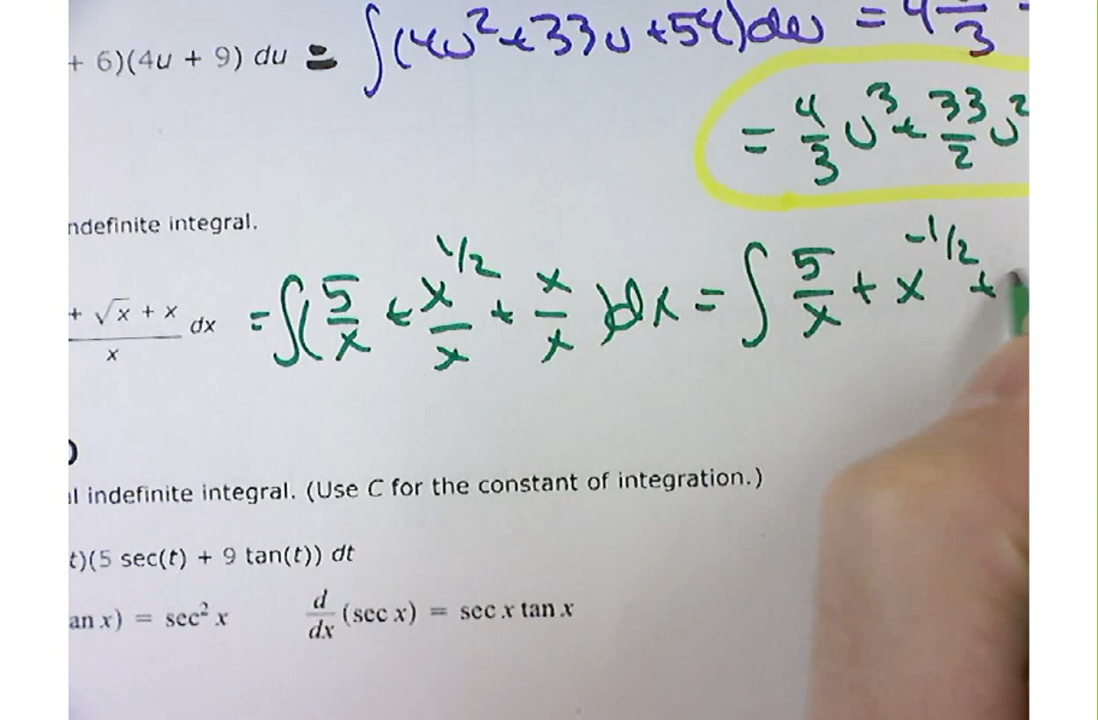 + 6)(4u + 9) du = ∫(4u²+33u+54)du = 4 — 3
= 4/3 u³ + 33/2 u²
ndefinite integral.
+ √x + x / x dx = ∫(5/x + x^1/2 / x + x/x)dx = ∫ 5/x + x^-1/2 +
l indefinite integral. (Use C for the constant of integration.)
t)(5 sec(t) + 9 tan(t)) dt
an x) = sec² x d/dx (sec x) = sec x tan x